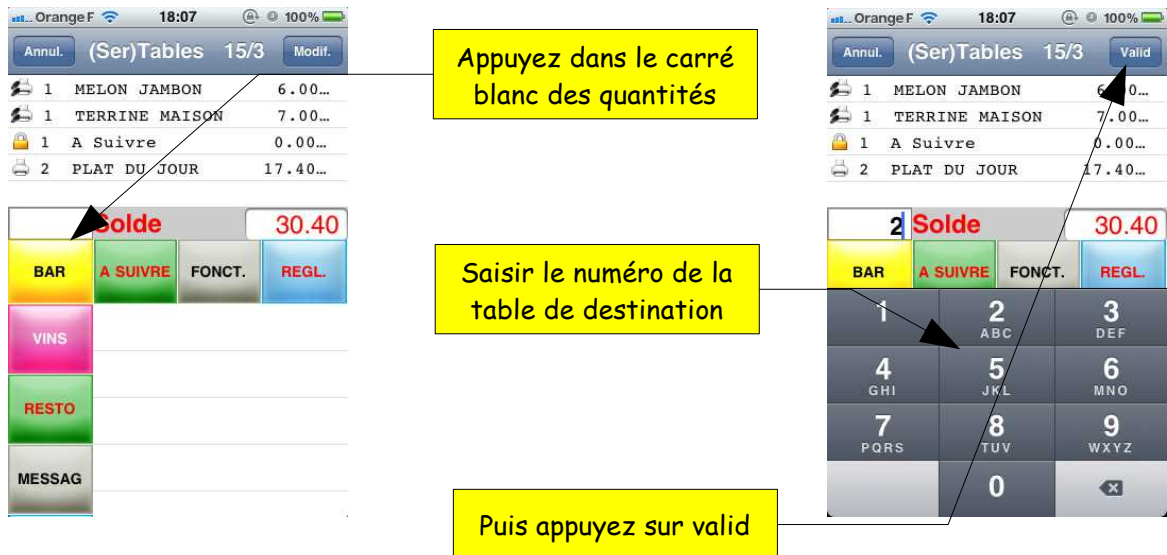 Orange F 18:07 100%
Annul. (Ser)Tables 15/3 Modif.
1 MELON JAMBON 6.00…
1 TERRINE MAISON 7.00…
1 A Suivre 0.00…
2 PLAT DU JOUR 17.40…
Solde 30.40
BAR A SUIVRE FONCT. REGL.
VINS
RESTO
MESSAG
Appuyez dans le carré
blanc des quantités
Saisir le numéro de la
table de destination
Puis appuyez sur valid
Orange F 18:07 100%
Annul. (Ser)Tables 15/3 Valid
1 MELON JAMBON 6.00…
1 TERRINE MAISON 7.00…
1 A Suivre 0.00…
2 PLAT DU JOUR 17.40…
2 Solde 30.40
BAR A SUIVRE FONCT. REGL.
1 2 3
ABC DEF
4 5 6
GHI JKL MNO
7 8 9
PQRS TUV WXYZ
0